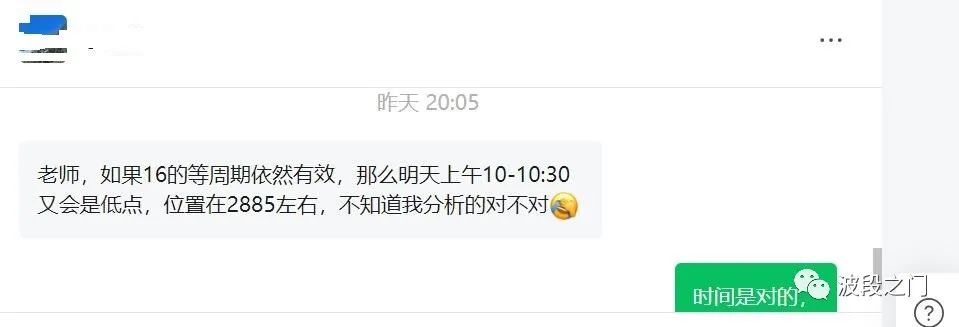 昨天 20:05
老师，如果16的等周期依然有效，那么明天上午10-10:30
又会是低点，位置在2885左右，不知道我分析的对不对
时间是对的，
波段之门
?